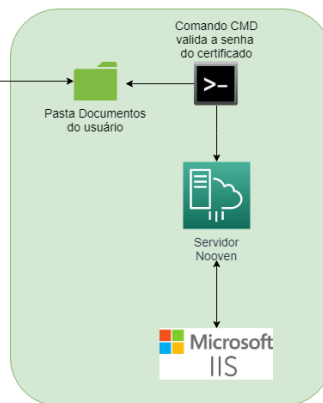 Comando CMD
valida a senha
do certificado
Pasta Documentos
do usuário
Servidor
Nooven
Microsoft
IIS